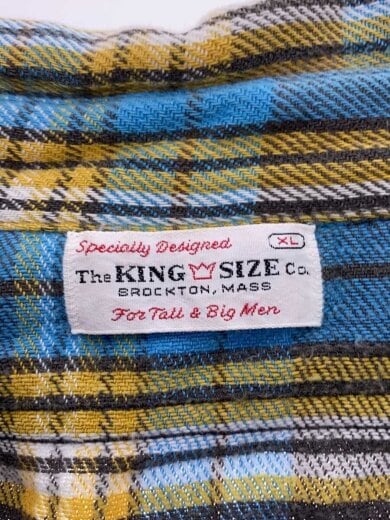 Specially Designed XL
The KING SIZE Co.
BROCKTON, MASS
For Tall & Big Men